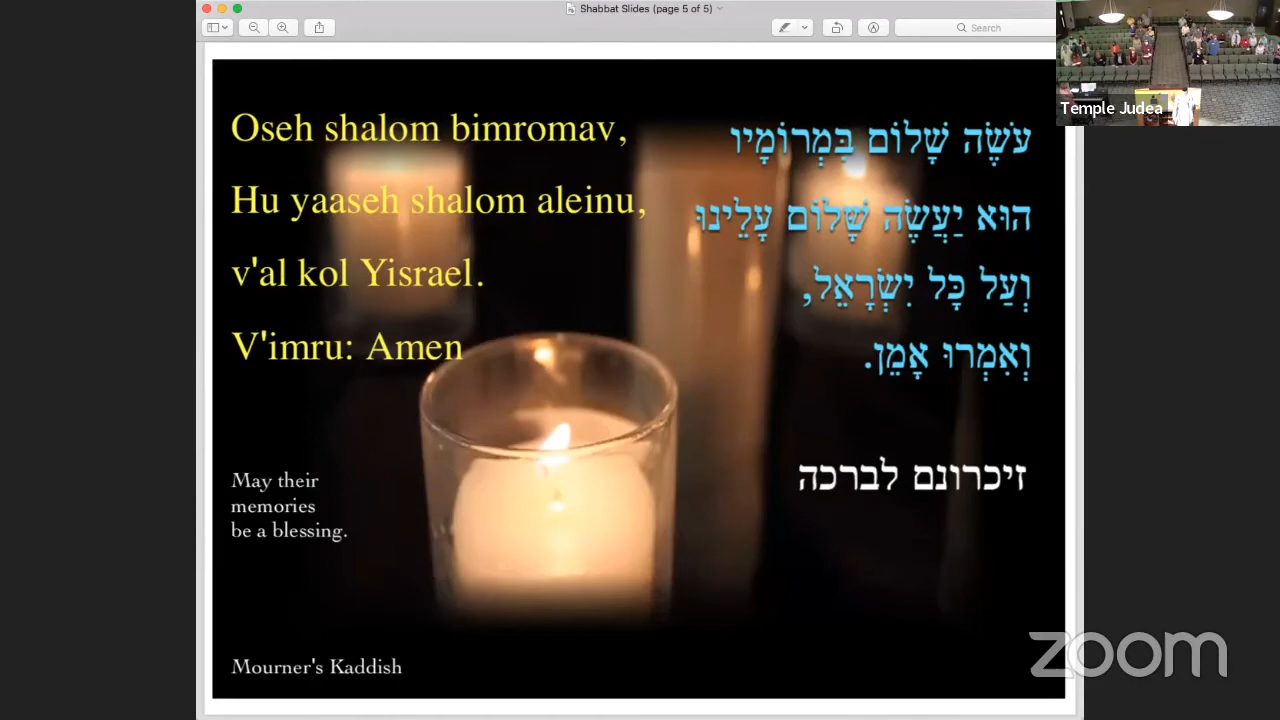 Shabbat Slides (page 5 of 5)
Search
Temple Judea
Oseh shalom bimromav,
Hu yaaseh shalom aleinu,
v'al kol Yisrael.
V'imru: Amen
עֹשֶׂה שָׁלוֹם בִּמְרוֹמָיו
הוּא יַעֲשֶׂה שָׁלוֹם עָלֵינוּ
וְעַל כָּל יִשְׂרָאֵל,
וְאִמְרוּ אָמֵן.
זיכרונם לברכה
May their
memories
be a blessing.
Mourner's Kaddish
zoom